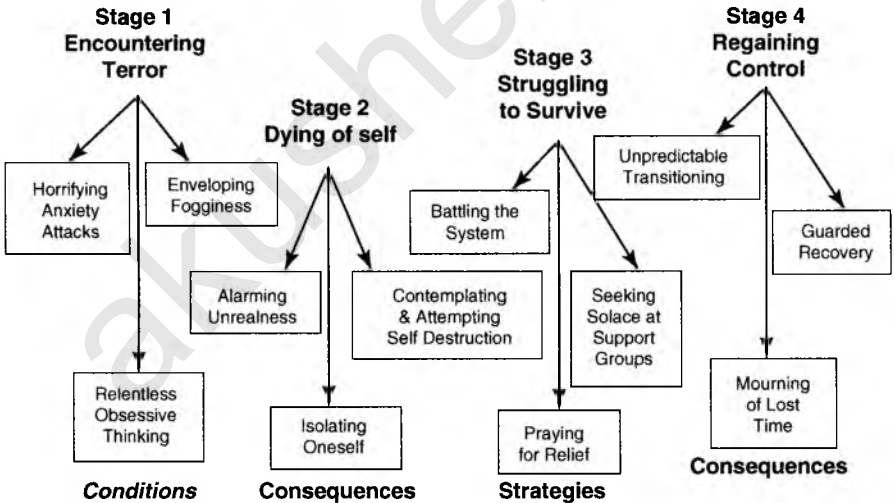 Stage 1
Encountering
Terror
Horrifying
Anxiety
Attacks
Enveloping
Fogginess
Relentless
Obsessive
Thinking
Conditions
Stage 2
Dying of self
Alarming
Unrealness
Contemplating
& Attempting
Self Destruction
Isolating
Oneself
Consequences
Stage 3
Struggling
to Survive
Battling the
System
Seeking
Solace at
Support
Groups
Praying
for Relief
Strategies
Stage 4
Regaining
Control
Unpredictable
Transitioning
Guarded
Recovery
Mourning
of Lost
Time
Consequences
akushe